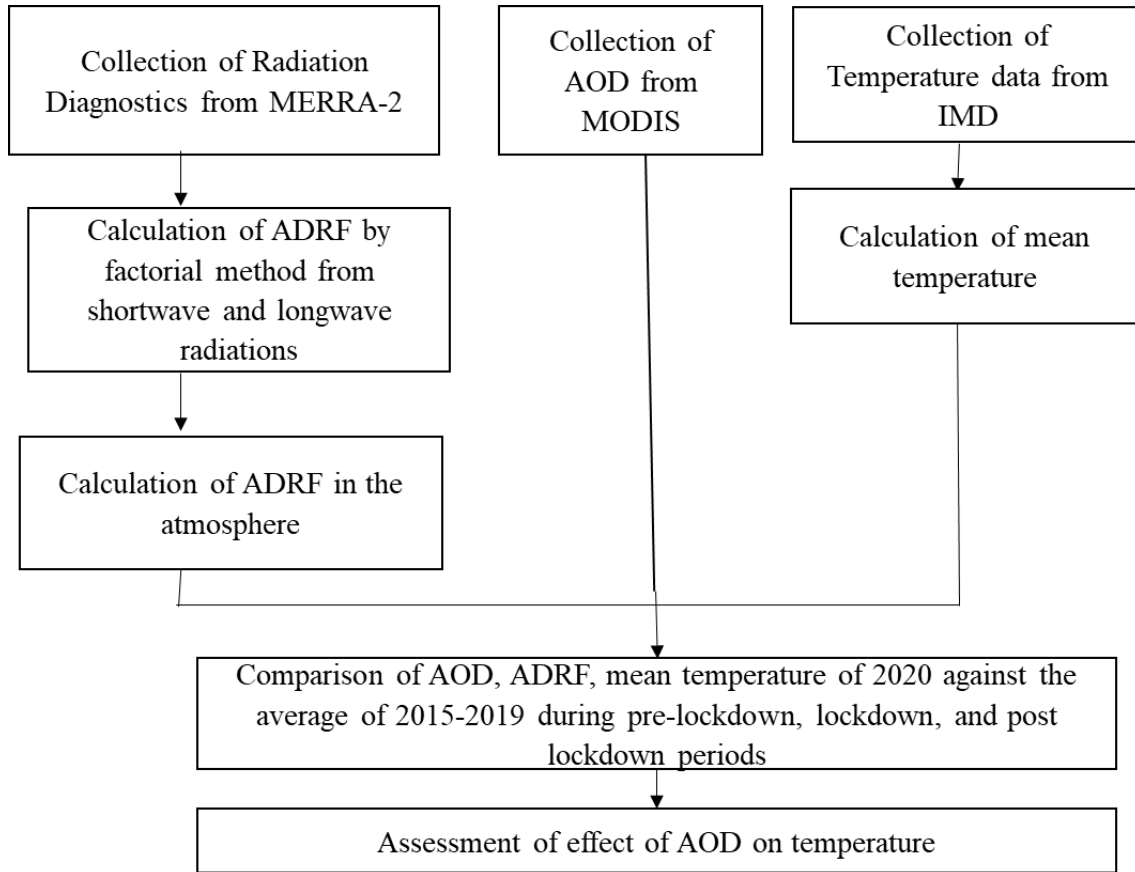 Collection of Radiation
Diagnostics from MERRA-2
Collection of
AOD from
MODIS
Collection of
Temperature data from
IMD
Calculation of ADRF by
factorial method from
shortwave and longwave
radiations
Calculation of mean
temperature
Calculation of ADRF in the
atmosphere
Comparison of AOD, ADRF, mean temperature of 2020 against the
average of 2015-2019 during pre-lockdown, lockdown, and post
lockdown periods
Assessment of effect of AOD on temperature